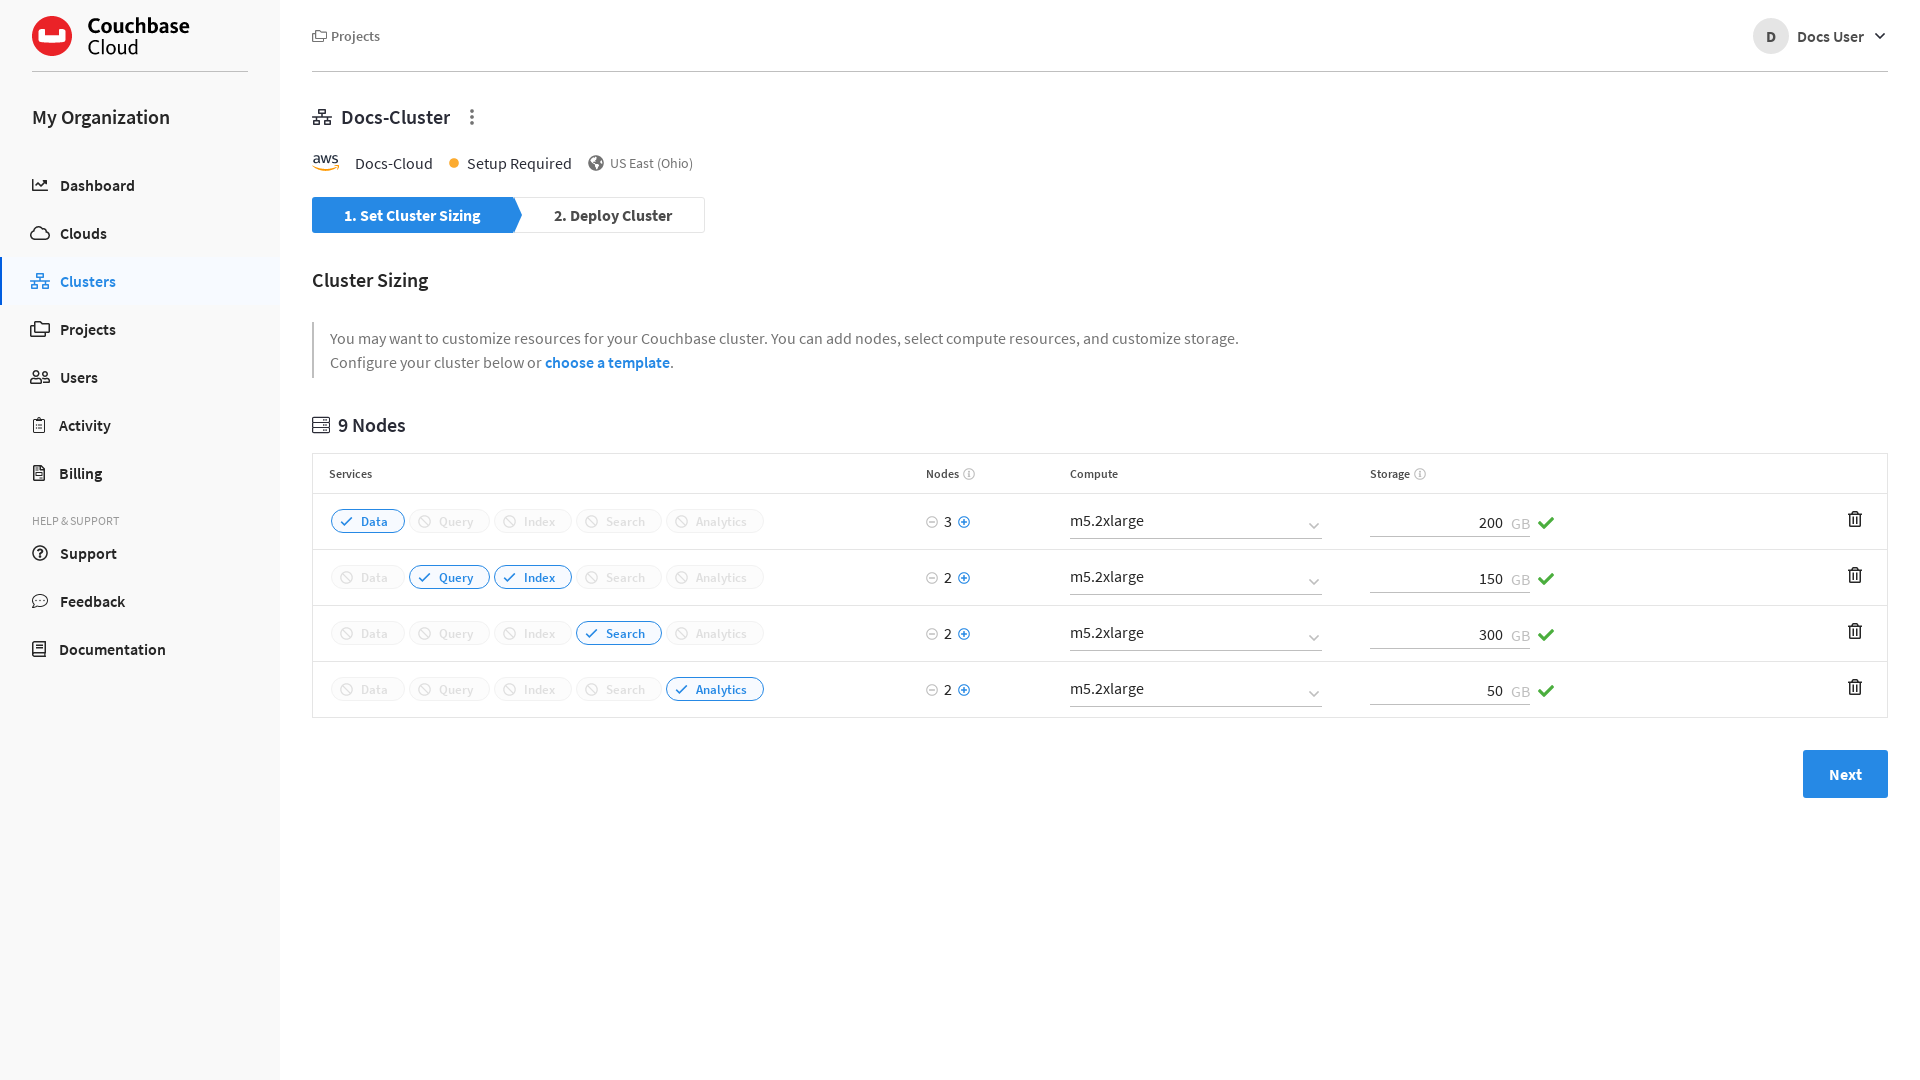 Couchbase
Cloud
My Organization
Dashboard
Clouds
Clusters
Projects
Users
Activity
Billing
HELP & SUPPORT
Support
Feedback
Documentation
Projects
D Docs User
Docs-Cluster
aws Docs-Cloud Setup Required US East (Ohio)
1. Set Cluster Sizing 2. Deploy Cluster
Cluster Sizing
You may want to customize resources for your Couchbase cluster. You can add nodes, select compute resources, and customize storage.
Configure your cluster below or choose a template.
9 Nodes
Services Nodes Compute Storage
Data Query Index Search Analytics 3 m5.2xlarge 200 GB
Data Query Index Search Analytics 2 m5.2xlarge 150 GB
Data Query Index Search Analytics 2 m5.2xlarge 300 GB
Data Query Index Search Analytics 2 m5.2xlarge 50 GB
Next